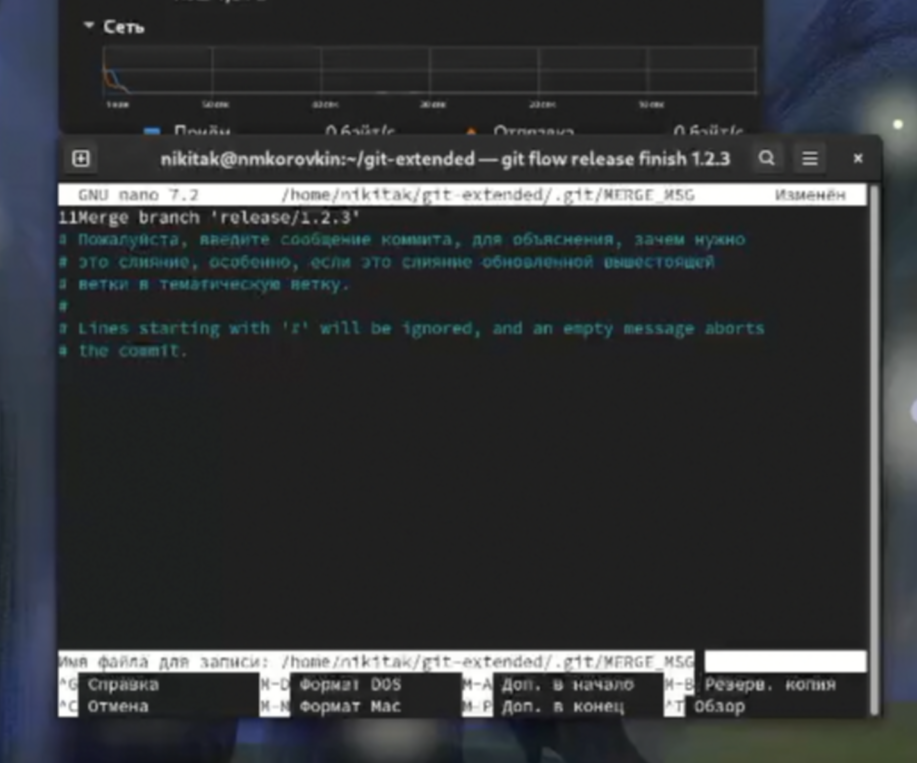 Сеть
50 сек
20 сек
Приём
0 байт/с
Отправка
0 байт/с
nikitak@nmkorovkin:~/git-extended — git flow release finish 1.2.3
GNU nano 7.2 /home/nikitak/git-extended/.git/MERGE_MSG Изменён
11Merge branch 'release/1.2.3'
# Пожалуйста, введите сообщение коммита, для объяснения, зачем нужно
# это слияние, особенно, если это слияние обновленной вышестоящей
# ветки в тематическую ветку.
#
# Lines starting with '#' will be ignored, and an empty message aborts
# the commit.
Имя файла для записи: /home/nikitak/git-extended/.git/MERGE_MSG
^G Справка M-D Формат DOS M-A Доп. в начало M-B Резерв. копия
^C Отмена M-M Формат Mac M-P Доп. в конец ^T Обзор